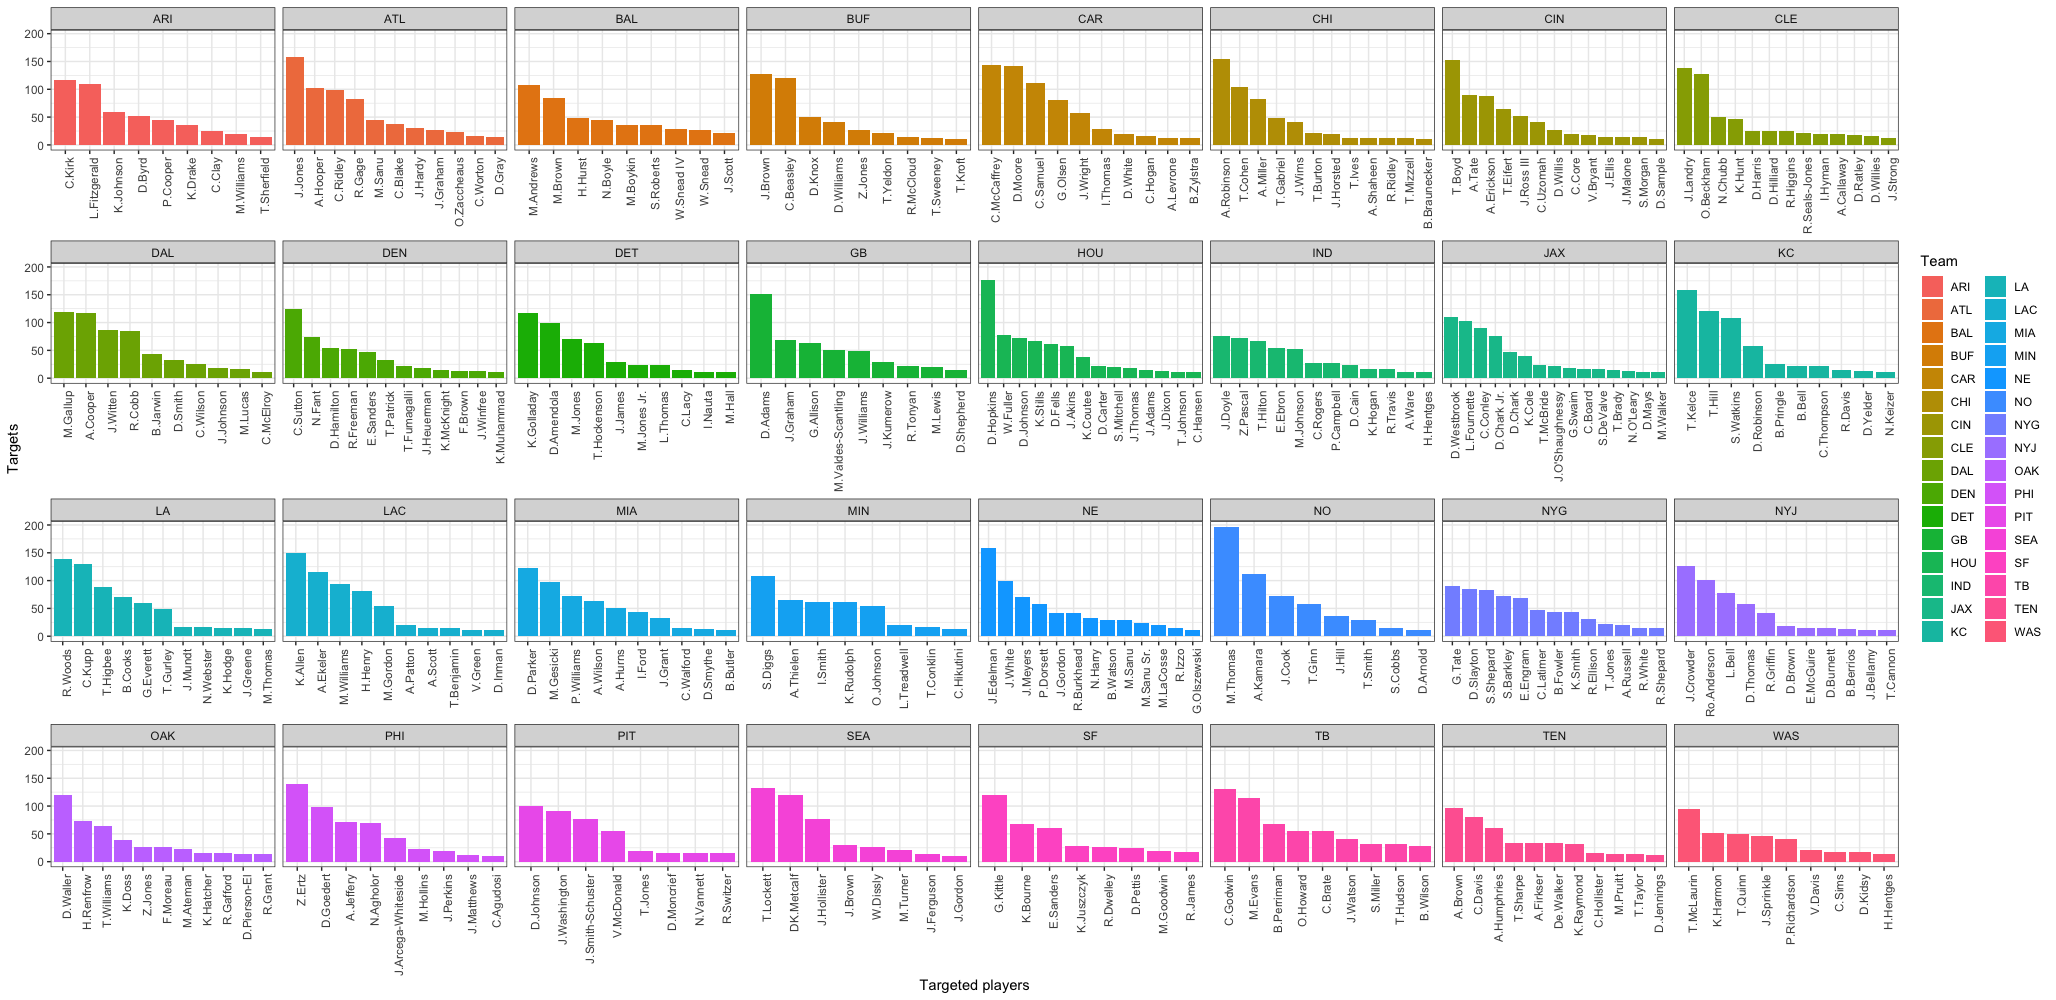 ARI ATL BAL BUF CAR CHI CIN CLE
200
150
100
50
0
C.Kirk L.Fitzgerald K.Johnson D.Byrd P.Cooper K.Drake C.Clay M.Williams T.Sherfield
J.Jones A.Hooper C.Ridley R.Gage M.Sanu C.Blake J.Hardy J.Graham O.Zaccheaus C.Worton D.Gray
M.Andrews M.Brown H.Hurst N.Boyle M.Boykin S.Roberts W.Snead IV W.Snead J.Scott
J.Brown C.Beasley D.Knox D.Williams Z.Jones T.Yeldon R.McCloud T.Sweeney T.Kroft
C.McCaffrey D.Moore C.Samuel G.Olsen J.Wright I.Thomas D.White C.Hogan A.Levrone B.Zylstra
A.Robinson T.Cohen A.Miller T.Gabriel J.Wims T.Burton J.Horsted T.Ives A.Shaheen R.Ridley T.Mizzell B.Braunecker
T.Boyd A.Tate A.Erickson T.Eifert J.Ross III C.Uzomah D.Willis C.Core V.Bryant J.Ellis J.Malone S.Morgan D.Sample
J.Landry O.Beckham N.Chubb K.Hunt D.Harris D.Hilliard R.Higgins R.Seals-Jones I.Hyman A.Callaway D.Ratley D.Willies J.Strong
DAL DEN DET GB HOU IND JAX KC
200
150
100
50
0
M.Gallup A.Cooper J.Witten R.Cobb B.Jarwin D.Smith C.Wilson J.Johnson M.Lucas C.McElroy
C.Sutton N.Fant D.Hamilton R.Freeman E.Sanders T.Patrick T.Fumagalli J.Heuerman K.McKnight F.Brown J.Winfree K.Muhammad
K.Golladay D.Amendola M.Jones T.Hockenson J.James M.Jones Jr. L.Thomas C.Lacy I.Nauta M.Hall
D.Adams J.Graham G.Allison M.Valdes-Scantling J.Williams J.Kumerow R.Tonyan M.Lewis D.Shepherd
D.Hopkins W.Fuller D.Johnson K.Stills D.Fells J.Akins K.Coutee D.Carter S.Mitchell J.Thomas J.Adams J.Dixon T.Johnson C.Hansen
J.Doyle Z.Pascal T.Hilton E.Ebron M.Johnson C.Rogers P.Campbell D.Cain K.Hogan R.Travis A.Ware H.Hentges
D.Westbrook L.Fournette C.Conley D.Chark Jr. D.Chark K.Cole T.McBride J.O'Shaughnessy G.Swaim C.Board S.DeValve T.Brady N.O'Leary D.Mays M.Walker
T.Kelce T.Hill S.Watkins D.Robinson B.Pringle B.Bell C.Thompson R.Davis D.Yelder N.Keizer
Targets
LA LAC MIA MIN NE NO NYG NYJ
200
150
100
50
0
R.Woods C.Kupp T.Higbee B.Cooks G.Everett T.Gurley J.Mundt N.Webster K.Hodge J.Greene M.Thomas
K.Allen A.Ekeler M.Williams H.Henry M.Gordon A.Patton A.Scott T.Benjamin V.Green D.Inman
D.Parker M.Gesicki P.Williams A.Wilson A.Hurns I.Ford J.Grant C.Walford D.Smythe B.Butler
S.Diggs A.Thielen I.Smith K.Rudolph O.Johnson L.Treadwell T.Conklin C.Hikutini
J.Edelman J.White J.Meyers P.Dorsett J.Gordon R.Burkhead N.Harry B.Watson M.Sanu M.Sanu Sr. M.LaCosse R.Izzo G.Olszewski
M.Thomas A.Kamara J.Cook T.Ginn J.Hill T.Smith S.Cobbs D.Arnold
G.Tate D.Slayton S.Shepard S.Barkley E.Engram C.Latimer B.Fowler K.Smith R.Ellison T.Jones A.Russell R.White R.Shepard
J.Crowder Ro.Anderson L.Bell D.Thomas R.Griffin D.Brown E.McGuire D.Burnett B.Berrios J.Bellamy T.Cannon
OAK PHI PIT SEA SF TB TEN WAS
200
150
100
50
0
D.Waller H.Renfrow T.Williams K.Doss Z.Jones F.Moreau M.Ateman K.Hatcher R.Gafford D.Pierson-El R.Grant
Z.Ertz D.Goedert A.Jeffery N.Agholor J.Arcega-Whiteside M.Hollins J.Perkins J.Matthews C.Agudosi
D.Johnson J.Washington J.Smith-Schuster V.McDonald T.Jones D.Moncrief N.Vannett R.Switzer
T.Lockett DK.Metcalf J.Hollister J.Brown W.Dissly M.Turner J.Ferguson J.Gordon
G.Kittle K.Bourne E.Sanders K.Juszczyk R.Dwelley D.Pettis M.Goodwin R.James
C.Godwin M.Evans B.Perriman O.Howard C.Brate J.Watson S.Miller T.Hudson B.Wilson
A.Brown C.Davis A.Humphries T.Sharpe A.Firkser De.Walker K.Raymond C.Hollister M.Pruitt T.Taylor D.Jennings
T.McLaurin K.Harmon T.Quinn J.Sprinkle P.Richardson V.Davis C.Sims D.Kidsy H.Hentges
Targeted players
Team
ARI LA
ATL LAC
BAL MIA
BUF MIN
CAR NE
CHI NO
CIN NYG
CLE NYJ
DAL OAK
DEN PHI
DET PIT
GB SEA
HOU SF
IND TB
JAX TEN
KC WAS